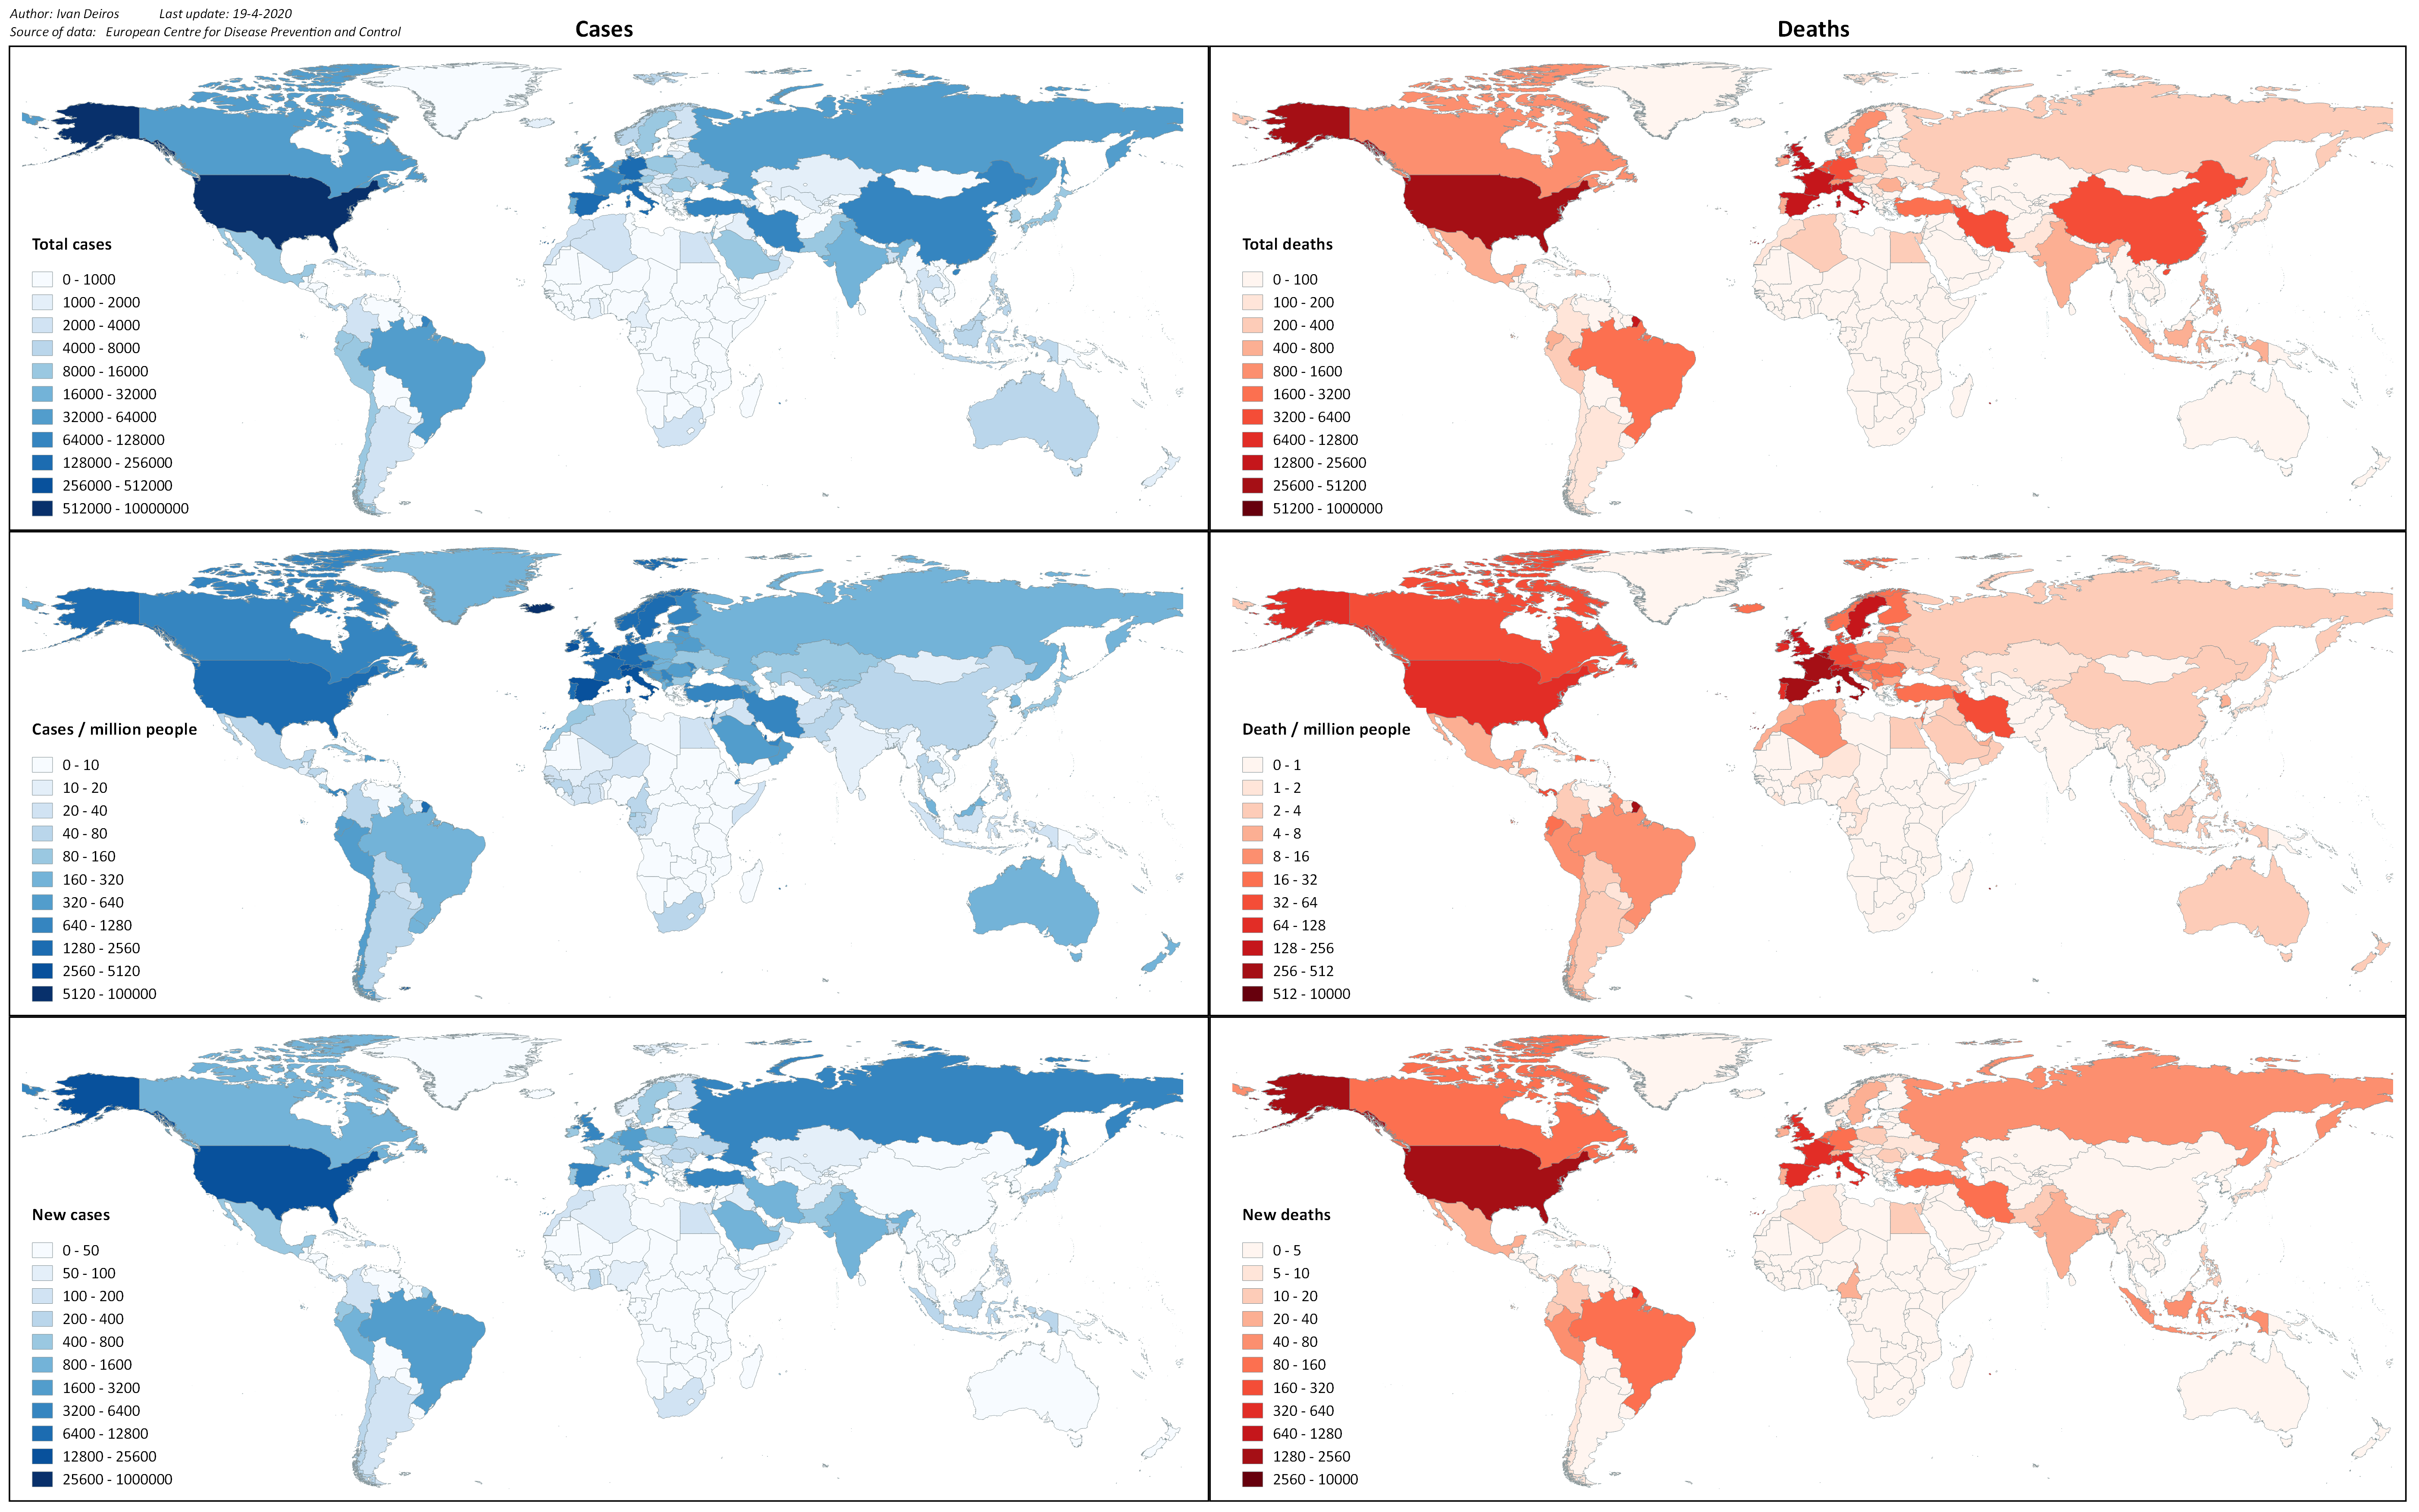 Author: Ivan Deiros Last update: 19-4-2020
Source of data: European Centre for Disease Prevention and Control
Cases
Deaths
Total cases
0 - 1000
1000 - 2000
2000 - 4000
4000 - 8000
8000 - 16000
16000 - 32000
32000 - 64000
64000 - 128000
128000 - 256000
256000 - 512000
512000 - 10000000
Total deaths
0 - 100
100 - 200
200 - 400
400 - 800
800 - 1600
1600 - 3200
3200 - 6400
6400 - 12800
12800 - 25600
25600 - 51200
51200 - 1000000
Cases / million people
0 - 10
10 - 20
20 - 40
40 - 80
80 - 160
160 - 320
320 - 640
640 - 1280
1280 - 2560
2560 - 5120
5120 - 100000
Death / million people
0 - 1
1 - 2
2 - 4
4 - 8
8 - 16
16 - 32
32 - 64
64 - 128
128 - 256
256 - 512
512 - 10000
New cases
0 - 50
50 - 100
100 - 200
200 - 400
400 - 800
800 - 1600
1600 - 3200
3200 - 6400
6400 - 12800
12800 - 25600
25600 - 1000000
New deaths
0 - 5
5 - 10
10 - 20
20 - 40
40 - 80
80 - 160
160 - 320
320 - 640
640 - 1280
1280 - 2560
2560 - 10000